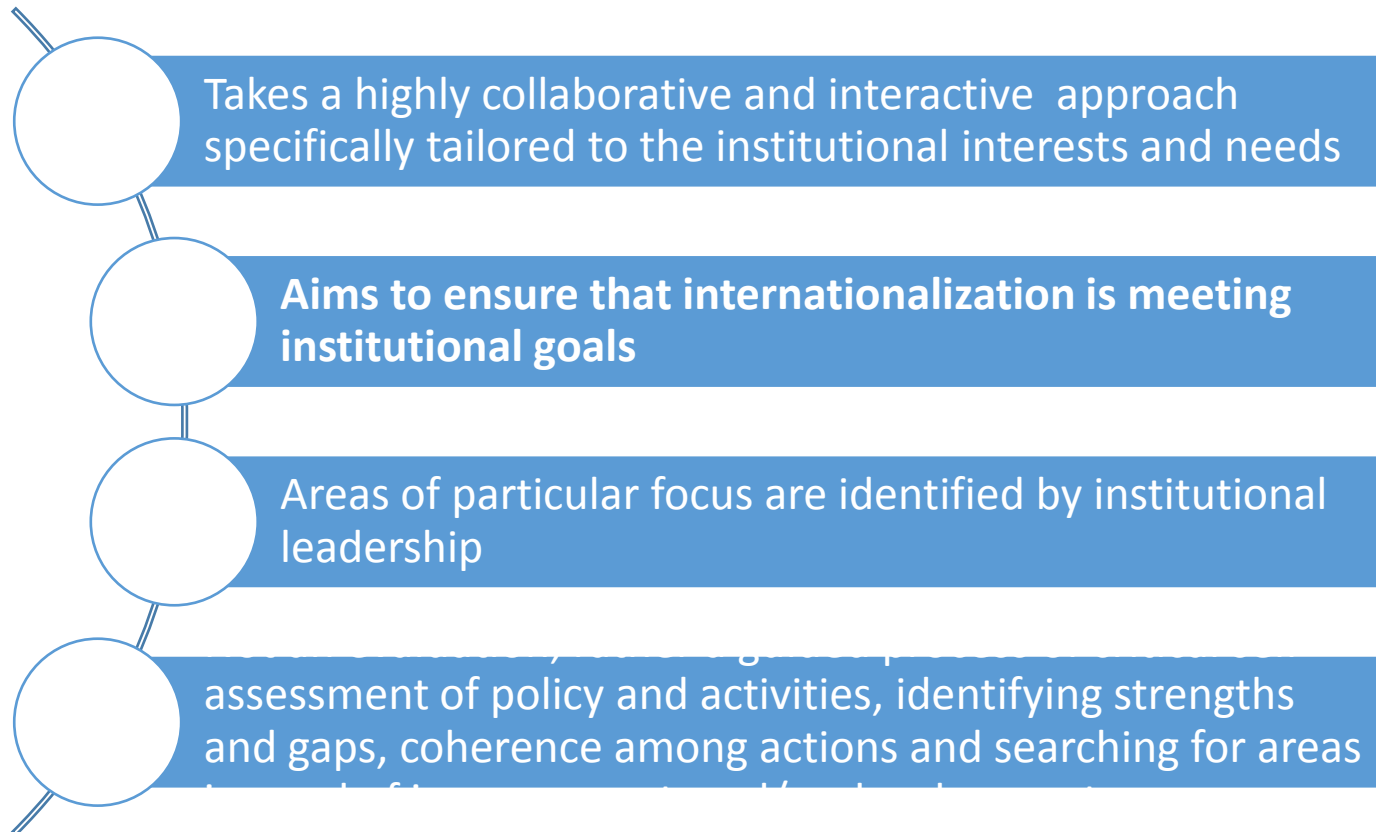 Takes a highly collaborative and interactive approach
specifically tailored to the institutional interests and needs
Aims to ensure that internationalization is meeting
institutional goals
Areas of particular focus are identified by institutional
leadership
assessment of policy and activities, identifying strengths
and gaps, coherence among actions and searching for areas